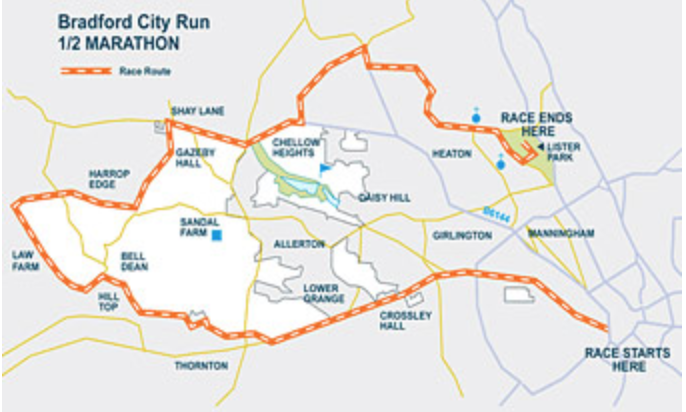 Bradford City Run
1/2 MARATHON
Race Route
SHAY LANE
RACE ENDS
HERE
CHELLOW
HEIGHTS
LISTER
PARK
GAZEBY
HALL
HEATON
HARROP
EDGE
DAISY HILL
B6144
SANDAL
FARM
GIRLINGTON
MANNINGHAM
ALLERTON
LAW
FARM
BELL
DEAN
LOWER
GRANGE
HILL
TOP
CROSSLEY
HALL
RACE STARTS
HERE
THORNTON